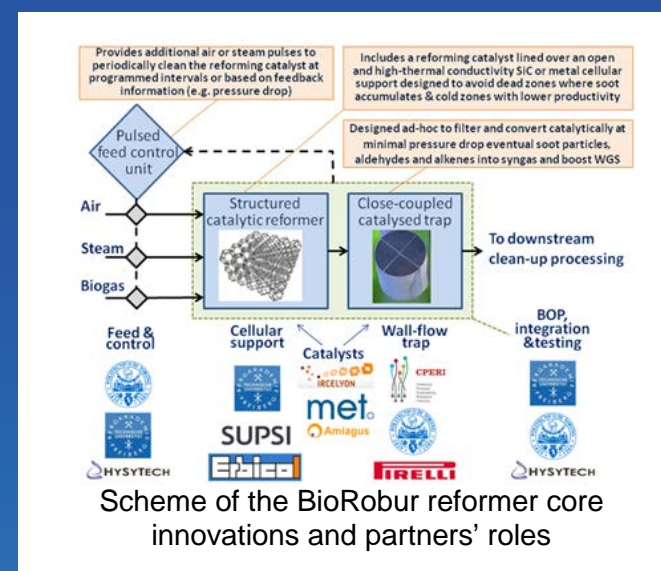 Provides additional air or steam pulses to
periodically clean the reforming catalyst at
programmed intervals or based on feedback
information (e.g. pressure drop)
Includes a reforming catalyst lined over an open
and high-thermal conductivity SiC or metal cellular
support designed to avoid dead zones where soot
accumulates & cold zones with lower productivity
Designed ad-hoc to filter and convert catalytically at
minimal pressure drop eventual soot particles,
aldehydes and alkenes into syngas and boost WGS
Pulsed
feed control
unit
Air
Steam
Biogas
Structured
catalytic reformer
Close-coupled
catalysed trap
To downstream
clean-up processing
Feed &
control
Cellular
support
Catalysts
Wall-flow
trap
BOP,
integration
&testing
IRCELYON
CPERI
met.
Amiagus
SUPSI
Erbicol
PIRELLI
HYSYTECH
HYSYTECH
Scheme of the BioRobur reformer core
innovations and partners' roles